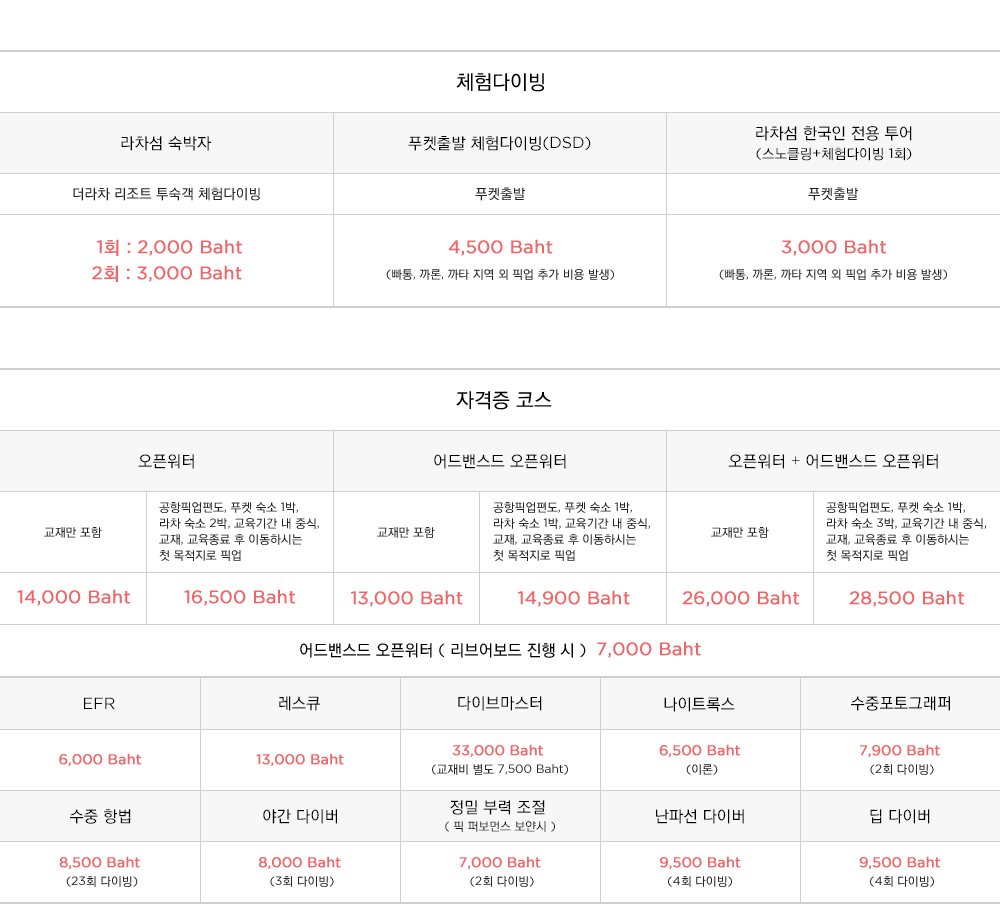 체험다이빙
라차섬 숙박자
푸켓출발 체험다이빙(DSD)
라차섬 한국인 전용 투어
(스노클링+체험다이빙 1회)
더라차 리조트 투숙객 체험다이빙
푸켓출발
푸켓출발
1회 : 2,000 Baht
2회 : 3,000 Baht
4,500 Baht
(빠통, 까론, 까타 지역 외 픽업 추가 비용 발생)
3,000 Baht
(빠통, 까론, 까타 지역 외 픽업 추가 비용 발생)
자격증 코스
오픈워터
어드밴스드 오픈워터
오픈워터 + 어드밴스드 오픈워터
교재만 포함
공항픽업편도, 푸켓 숙소 1박,
라차 숙소 2박, 교육기간 내 중식,
교재, 교육종료 후 이동하시는
첫 목적지로 픽업
교재만 포함
공항픽업편도, 푸켓 숙소 1박,
라차 숙소 1박, 교육기간 내 중식,
교재, 교육종료 후 이동하시는
첫 목적지로 픽업
교재만 포함
공항픽업편도, 푸켓 숙소 1박,
라차 숙소 3박, 교육기간 내 중식,
교재, 교육종료 후 이동하시는
첫 목적지로 픽업
14,000 Baht
16,500 Baht
13,000 Baht
14,900 Baht
26,000 Baht
28,500 Baht
어드밴스드 오픈워터 ( 리브어보드 진행 시 ) 7,000 Baht
EFR
레스큐
다이브마스터
나이트록스
수중포토그래퍼
6,000 Baht
13,000 Baht
33,000 Baht
(교재비 별도 7,500 Baht)
6,500 Baht
(이론)
7,900 Baht
(2회 다이빙)
수중 항법
야간 다이버
정밀 부력 조절
( 픽 퍼보먼스 보얀시 )
난파선 다이버
딥 다이버
8,500 Baht
(23회 다이빙)
8,000 Baht
(3회 다이빙)
7,000 Baht
(2회 다이빙)
9,500 Baht
(4회 다이빙)
9,500 Baht
(4회 다이빙)